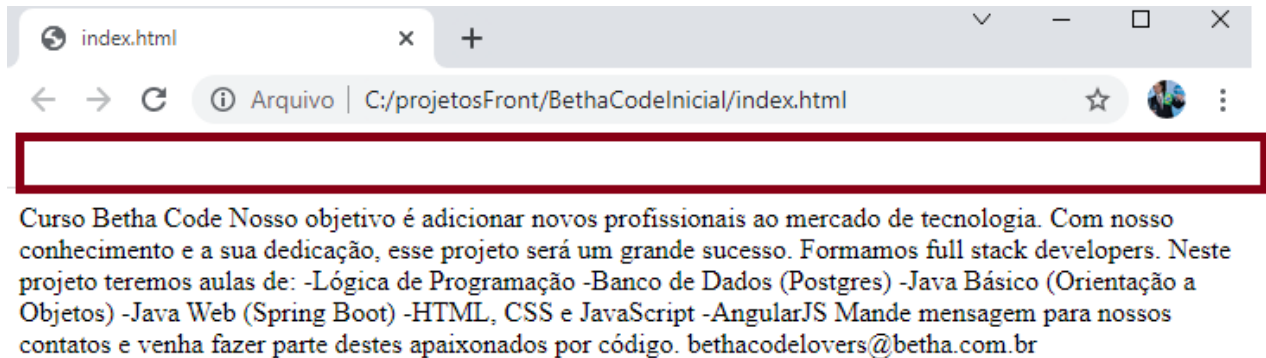 index.html
Arquivo | C:/projetosFront/BethaCodeInicial/index.html
Curso Betha Code Nosso objetivo é adicionar novos profissionais ao mercado de tecnologia. Com nosso
conhecimento e a sua dedicação, esse projeto será um grande sucesso. Formamos full stack developers. Neste
projeto teremos aulas de: -Lógica de Programação -Banco de Dados (Postgres) -Java Básico (Orientação a
Objetos) -Java Web (Spring Boot) -HTML, CSS e JavaScript -AngularJS Mande mensagem para nossos
contatos e venha fazer parte destes apaixonados por código. bethacodelovers@betha.com.br